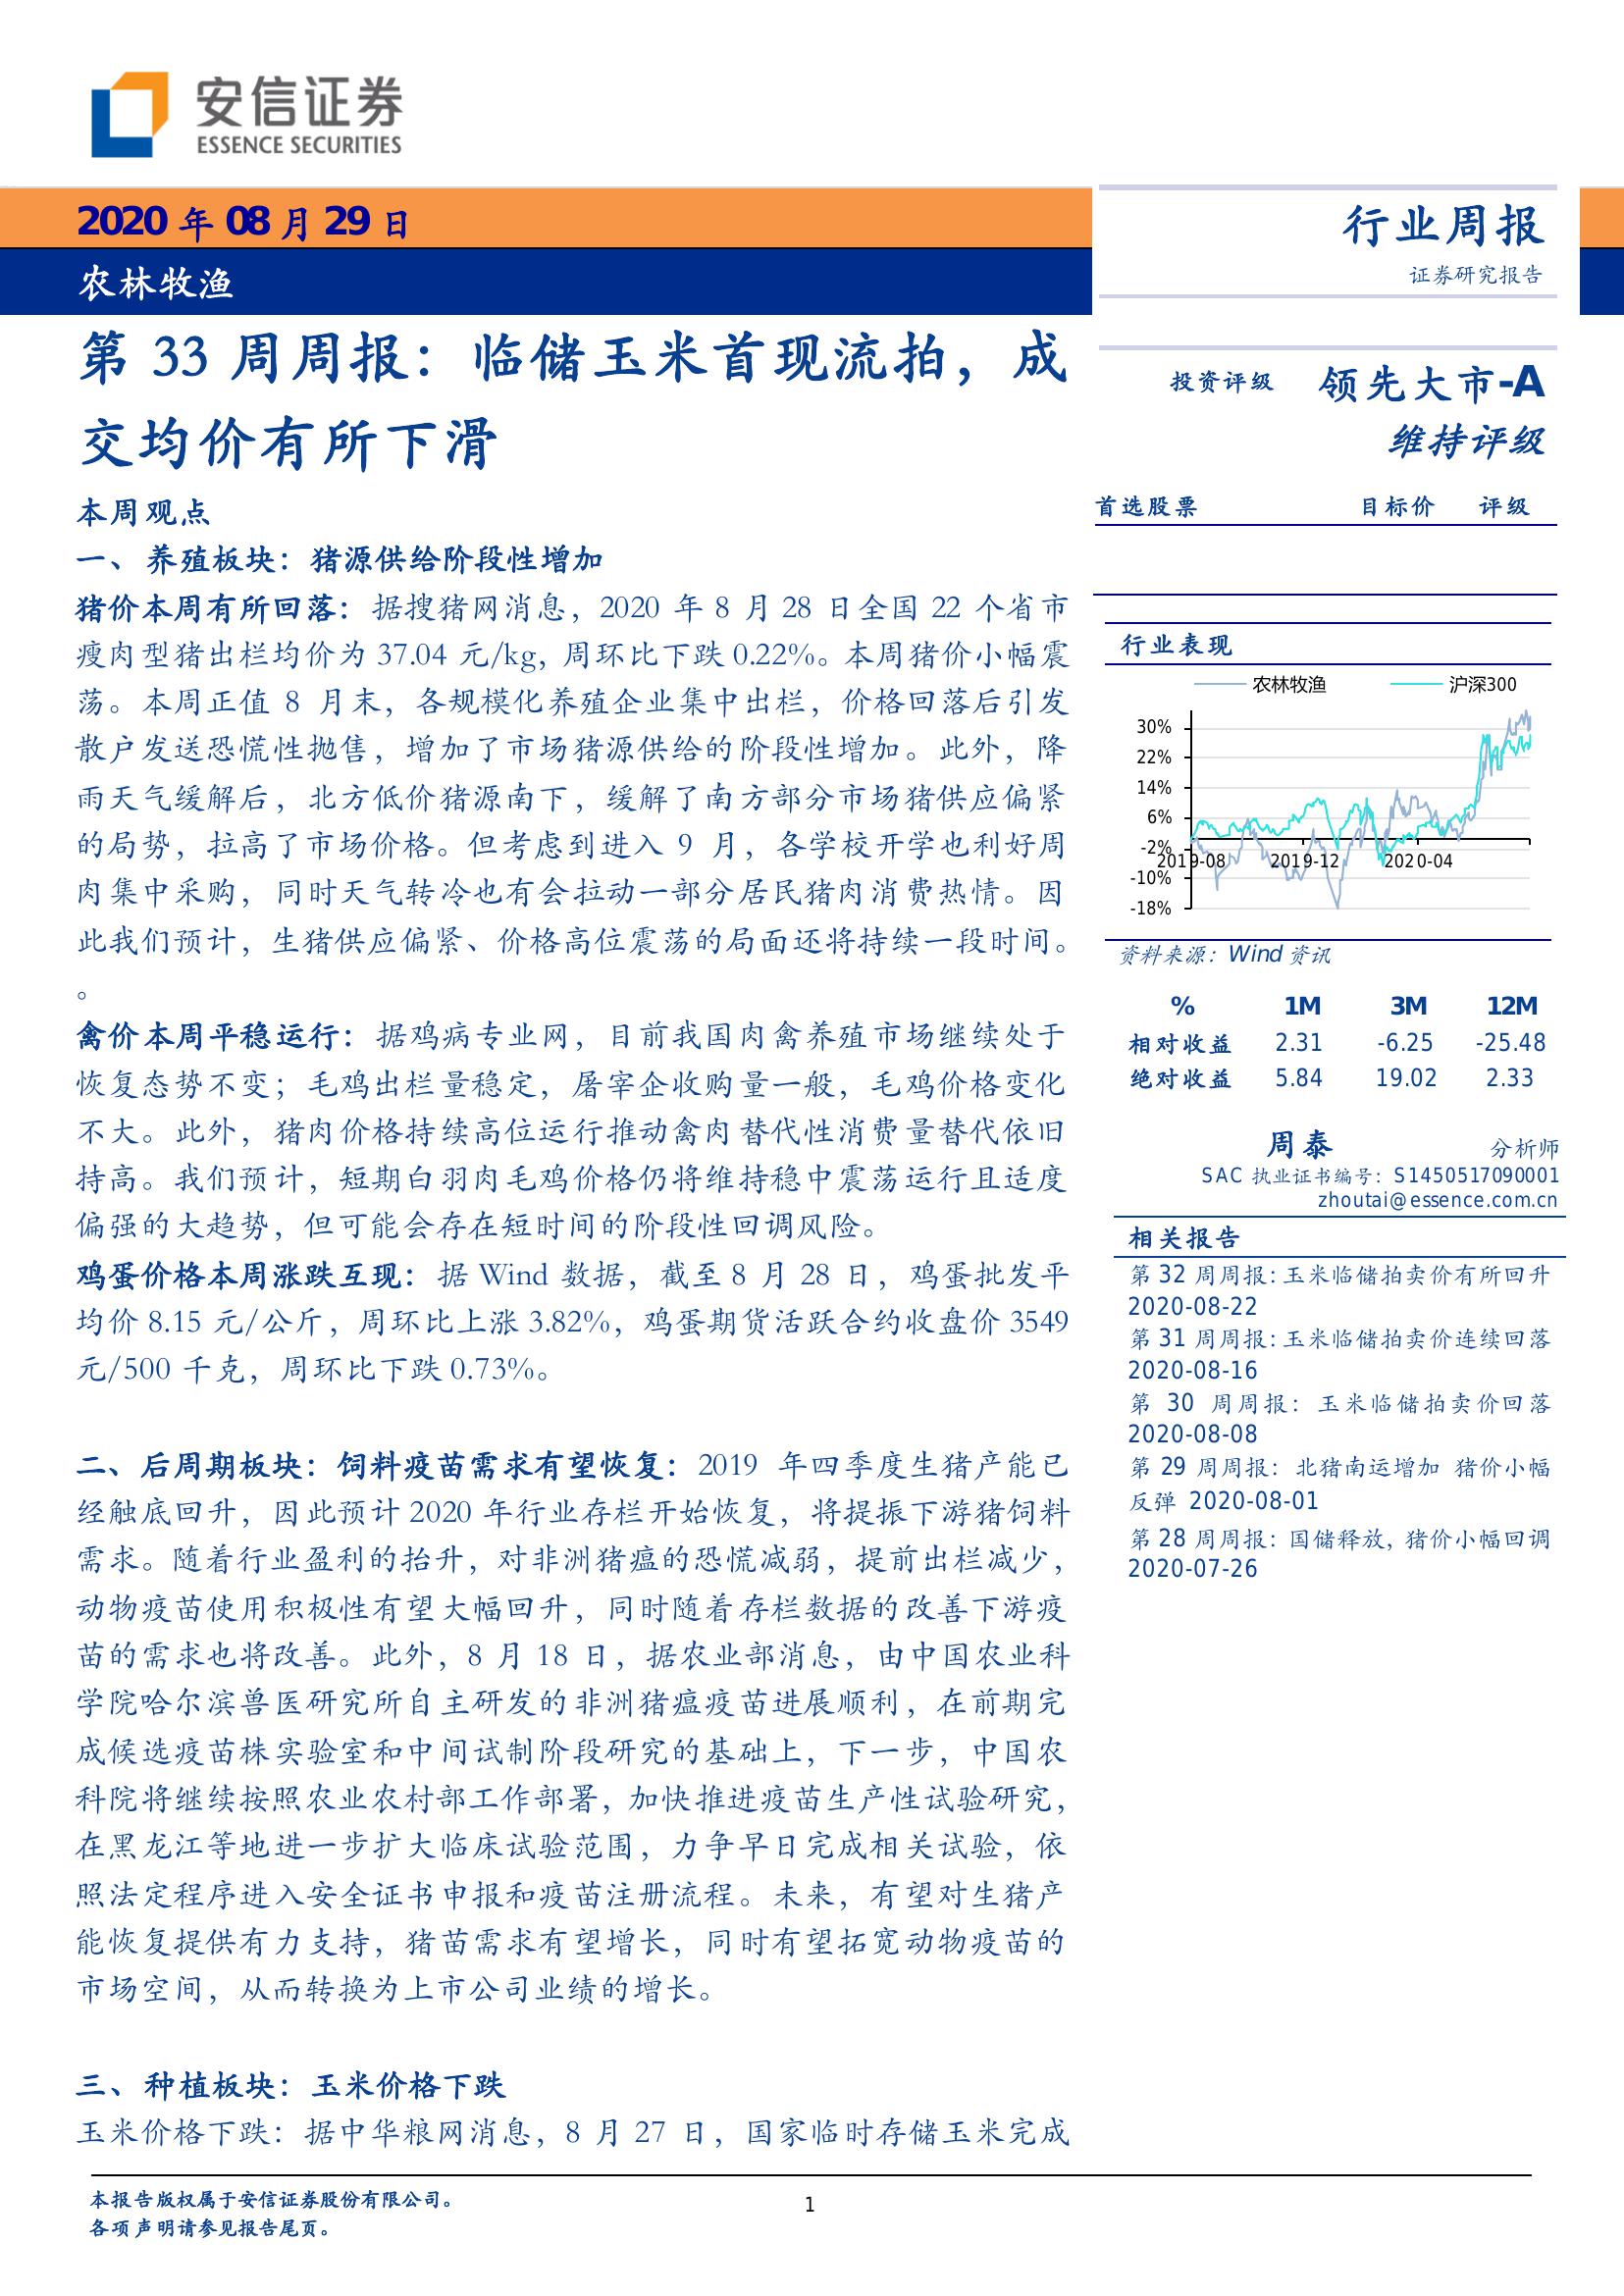 安信证券
ESSENCE SECURITIES
2020 年 08 月 29 日
农林牧渔
行业周报
证券研究报告
第 33 周周报：临储玉米首现流拍，成
交均价有所下滑
本周观点
一、养殖板块：猪源供给阶段性增加
猪价本周有所回落：据搜猪网消息，2020 年 8 月 28 日全国 22 个省市
瘦肉型猪出栏均价为 37.04 元/kg, 周环比下跌 0.22%。本周猪价小幅震
荡。本周正值 8 月末，各规模化养殖企业集中出栏，价格回落后引发
散户发送恐慌性抛售，增加了市场猪源供给的阶段性增加。此外，降
雨天气缓解后，北方低价猪源南下，缓解了南方部分市场猪供应偏紧
的局势，拉高了市场价格。但考虑到进入 9 月，各学校开学也利好周
肉集中采购，同时天气转冷也有会拉动一部分居民猪肉消费热情。因
此我们预计，生猪供应偏紧、价格高位震荡的局面还将持续一段时间。
。
禽价本周平稳运行：据鸡病专业网，目前我国肉禽养殖市场继续处于
恢复态势不变；毛鸡出栏量稳定，屠宰企收购量一般，毛鸡价格变化
不大。此外，猪肉价格持续高位运行推动禽肉替代性消费量替代依旧
持高。我们预计，短期白羽肉毛鸡价格仍将维持稳中震荡运行且适度
偏强的大趋势，但可能会存在短时间的阶段性回调风险。
鸡蛋价格本周涨跌互现：据 Wind 数据，截至 8 月 28 日，鸡蛋批发平
均价 8.15 元/公斤，周环比上涨 3.82%，鸡蛋期货活跃合约收盘价 3549
元/500 千克，周环比下跌 0.73%。
二、后周期板块：饲料疫苗需求有望恢复：2019 年四季度生猪产能已
经触底回升，因此预计 2020 年行业存栏开始恢复，将提振下游猪饲料
需求。随着行业盈利的抬升，对非洲猪瘟的恐慌减弱，提前出栏减少，
动物疫苗使用积极性有望大幅回升，同时随着存栏数据的改善下游疫
苗的需求也将改善。此外，8 月 18 日，据农业部消息，由中国农业科
学院哈尔滨兽医研究所自主研发的非洲猪瘟疫苗进展顺利，在前期完
成候选疫苗株实验室和中间试制阶段研究的基础上，下一步，中国农
科院将继续按照农业农村部工作部署，加快推进疫苗生产性试验研究，
在黑龙江等地进一步扩大临床试验范围，力争早日完成相关试验，依
照法定程序进入安全证书申报和疫苗注册流程。未来，有望对生猪产
能恢复提供有力支持，猪苗需求有望增长，同时有望拓宽动物疫苗的
市场空间，从而转换为上市公司业绩的增长。
三、种植板块：玉米价格下跌
玉米价格下跌：据中华粮网消息，8 月 27 日，国家临时存储玉米完成
投资评级 领先大市-A
维持评级
首选股票 目标价 评级
行业表现
农林牧渔 沪深300
30%
22%
14%
6%
-2%
2019-08 2019-12 2020-04
-10%
-18%
资料来源：Wind 资讯
% 1M 3M 12M
相对收益 2.31 -6.25 -25.48
绝对收益 5.84 19.02 2.33
周泰 分析师
SAC 执业证书编号：S1450517090001
zhoutai@essence.com.cn
相关报告
第 32 周周报：玉米临储拍卖价有所回升
2020-08-22
第 31 周周报：玉米临储拍卖价连续回落
2020-08-16
第 30 周周报：玉米临储拍卖价回落
2020-08-08
第 29 周周报：北猪南运增加 猪价小幅
反弹 2020-08-01
第 28 周周报：国储释放，猪价小幅回调
2020-07-26
本报告版权属于安信证券股份有限公司。
各项声明请参见报告尾页。
1